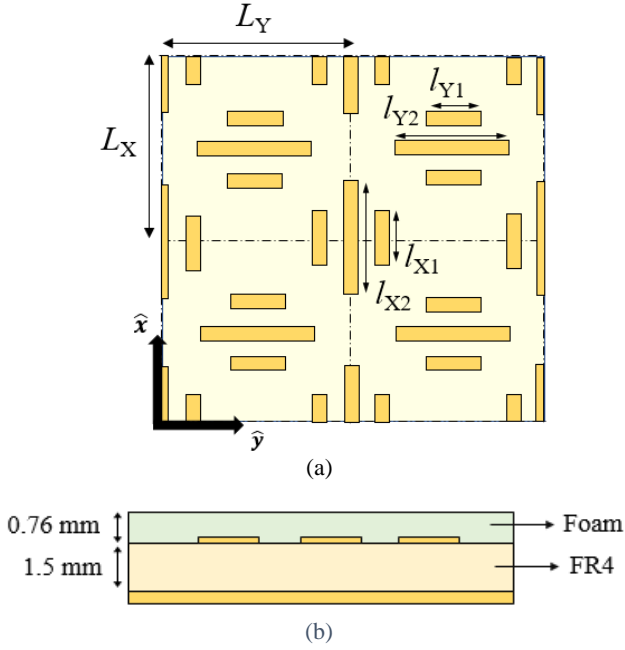 L_Y
l_Y1
l_Y2
L_X
l_X1
l_X2
x̂
ŷ
(a)
0.76 mm
Foam
1.5 mm
FR4
(b)